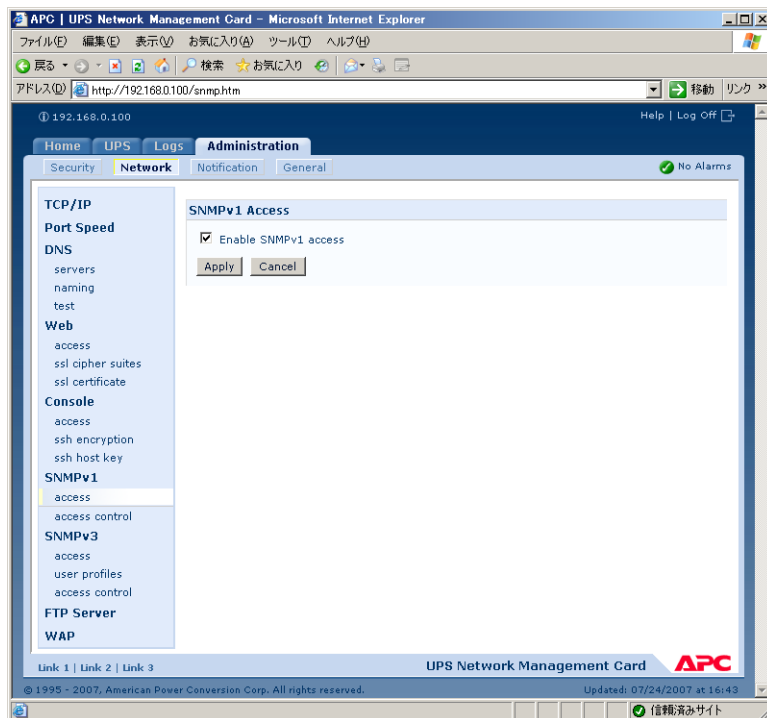 APC | UPS Network Management Card - Microsoft Internet Explorer
ファイル(F) 編集(E) 表示(V) お気に入り(A) ツール(T) ヘルプ(H)
戻る 検索 お気に入り
アドレス(D) http://192.168.0.100/snmp.htm 移動 リンク »
192.168.0.100 Help | Log Off
Home UPS Logs Administration
Security Network Notification General No Alarms
TCP/IP
Port Speed
DNS
servers
naming
test
Web
access
ssl cipher suites
ssl certificate
Console
access
ssh encryption
ssh host key
SNMPv1
access
access control
SNMPv3
access
user profiles
access control
FTP Server
WAP
SNMPv1 Access
Enable SNMPv1 access
Apply Cancel
Link 1 | Link 2 | Link 3
UPS Network Management Card APC
© 1995 - 2007, American Power Conversion Corp. All rights reserved. Updated: 07/24/2007 at 16:43
信頼済みサイト